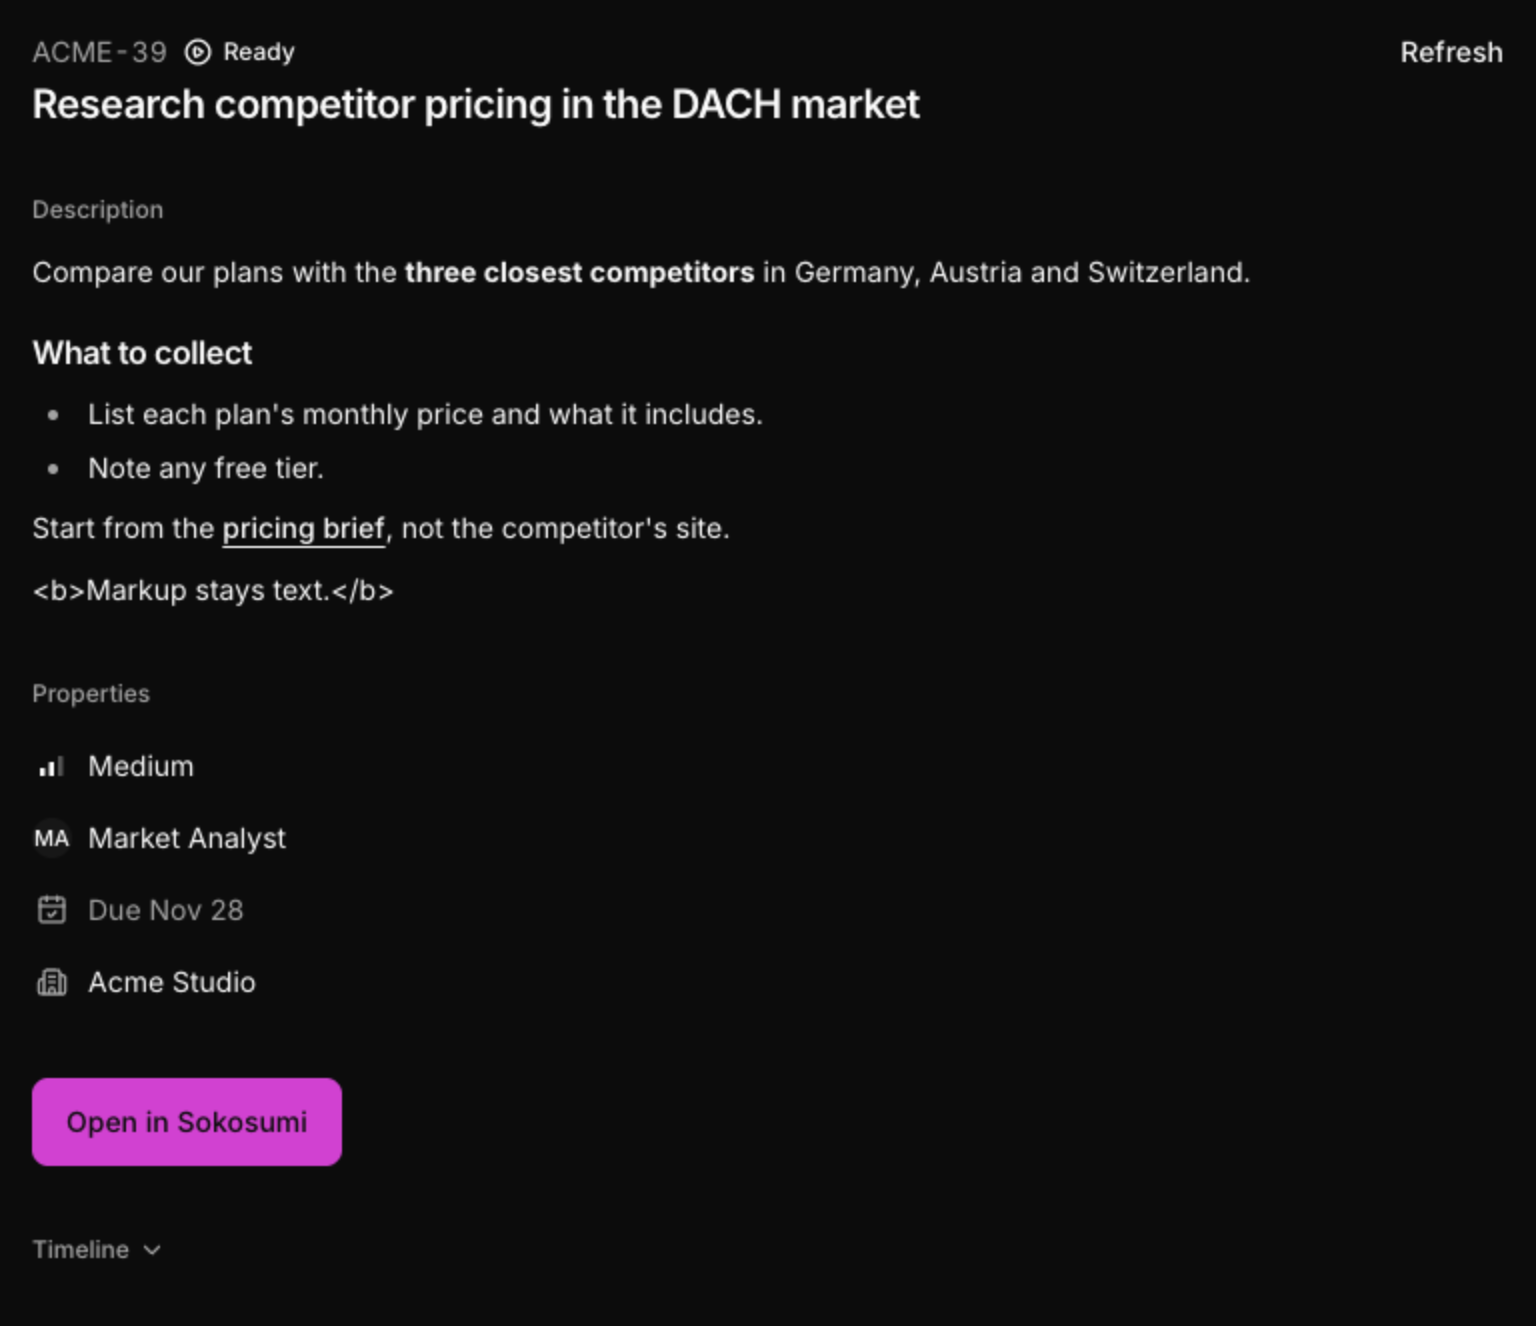 ACME-39 Ready Refresh
Research competitor pricing in the DACH market
Description
Compare our plans with the three closest competitors in Germany, Austria and Switzerland.
What to collect
• List each plan's monthly price and what it includes.
• Note any free tier.
Start from the pricing brief, not the competitor's site.
<b>Markup stays text.</b>
Properties
Medium
MA Market Analyst
Due Nov 28
Acme Studio
Open in Sokosumi
Timeline